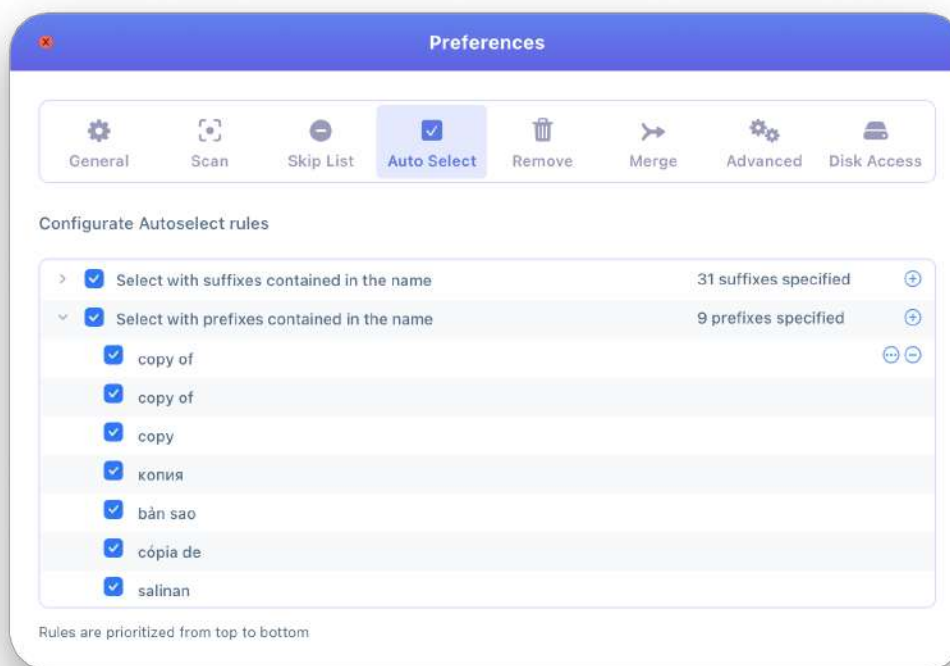 Preferences
General Scan Skip List Auto Select Remove Merge Advanced Disk Access
Configurate Autoselect rules
Select with suffixes contained in the name 31 suffixes specified
Select with prefixes contained in the name 9 prefixes specified
copy of
copy of
copy
копия
bản sao
cópia de
salinan
Rules are prioritized from top to bottom